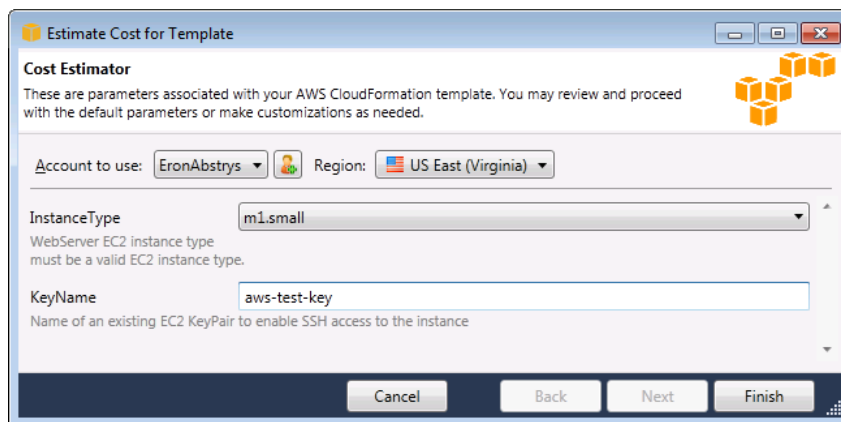 Estimate Cost for Template
Cost Estimator
These are parameters associated with your AWS CloudFormation template. You may review and proceed
with the default parameters or make customizations as needed.
Account to use: EronAbstrys Region: US East (Virginia)
InstanceType m1.small
WebServer EC2 instance type
must be a valid EC2 instance type.
KeyName aws-test-key
Name of an existing EC2 KeyPair to enable SSH access to the instance
Cancel Back Next Finish